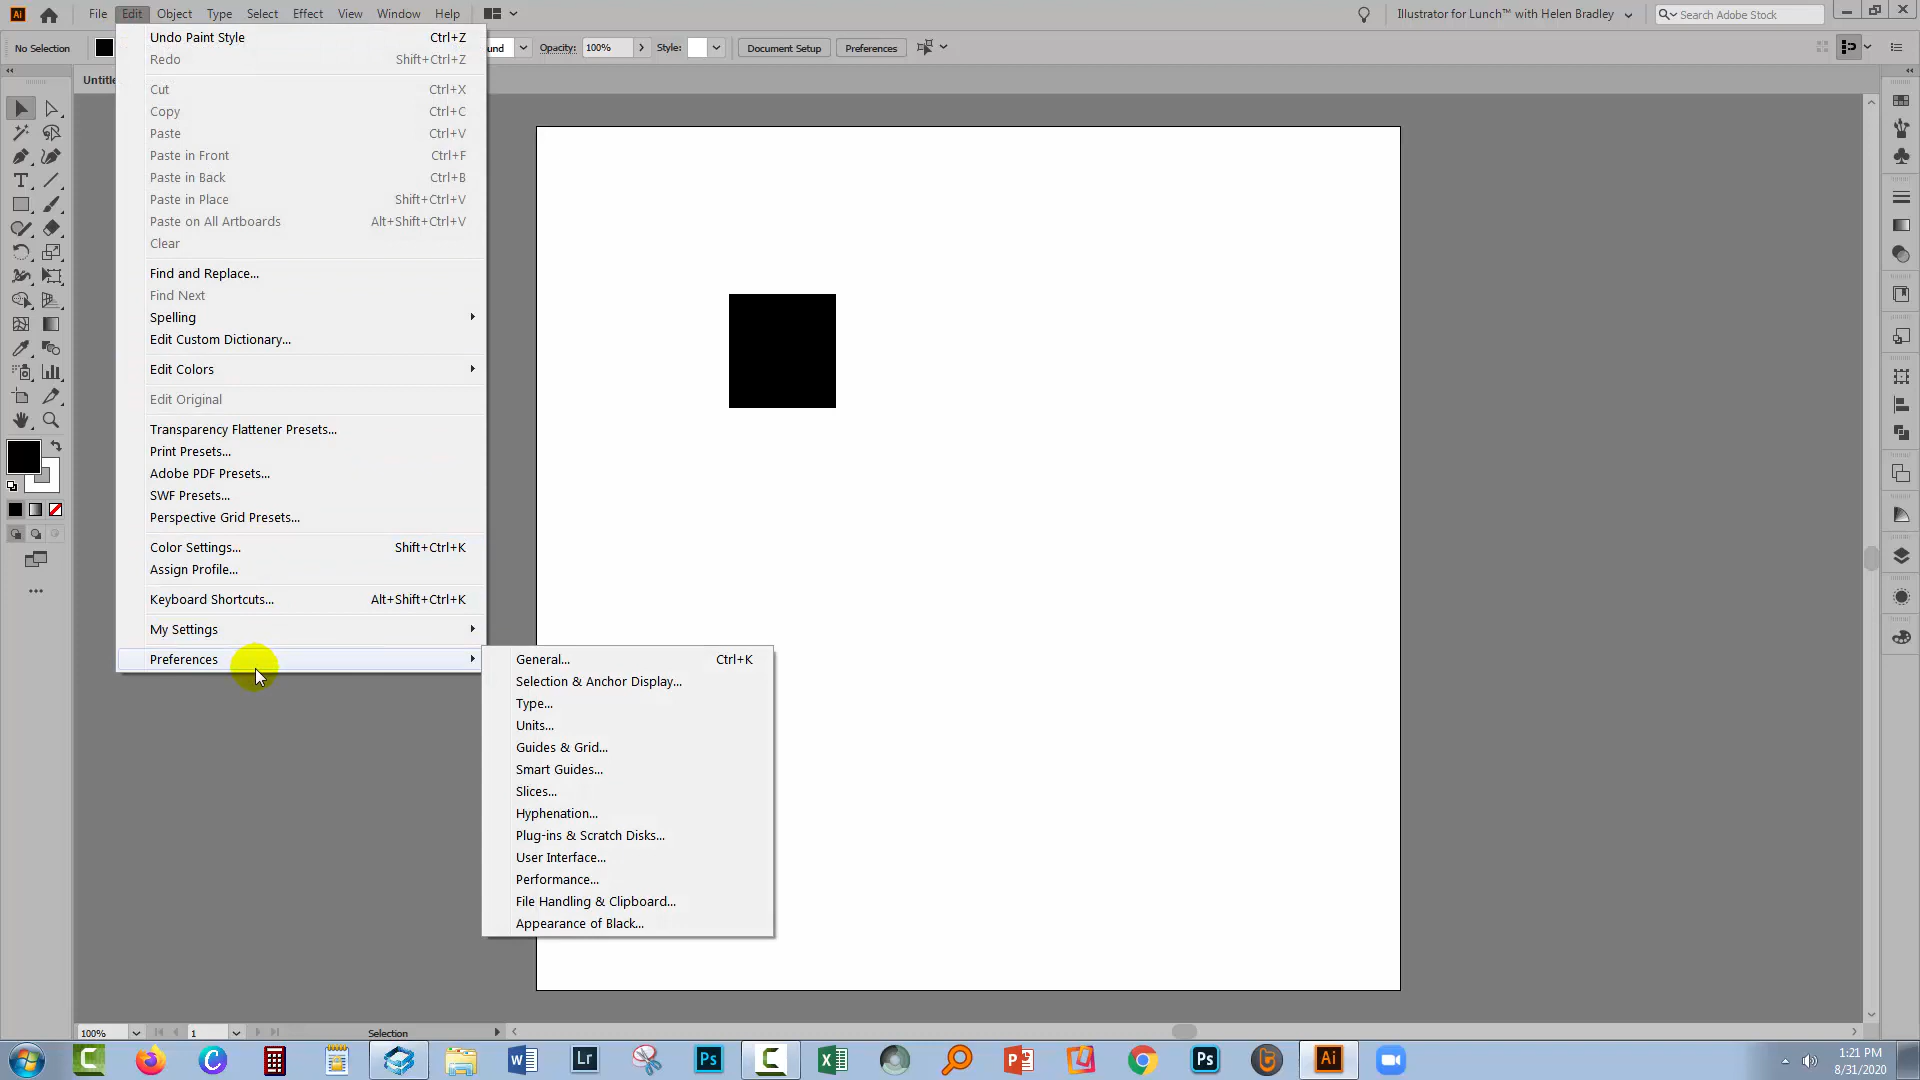 Ai File Edit Object Type Select Effect View Window Help Illustrator for Lunch™ with Helen Bradley Search Adobe Stock
No Selection und Opacity: 100% Style: Document Setup Preferences
Untitle
Undo Paint Style Ctrl+Z
Redo Shift+Ctrl+Z
Cut Ctrl+X
Copy Ctrl+C
Paste Ctrl+V
Paste in Front Ctrl+F
Paste in Back Ctrl+B
Paste in Place Shift+Ctrl+V
Paste on All Artboards Alt+Shift+Ctrl+V
Clear
Find and Replace...
Find Next
Spelling
Edit Custom Dictionary...
Edit Colors
Edit Original
Transparency Flattener Presets...
Print Presets...
Adobe PDF Presets...
SWF Presets...
Perspective Grid Presets...
Color Settings... Shift+Ctrl+K
Assign Profile...
Keyboard Shortcuts... Alt+Shift+Ctrl+K
My Settings
Preferences
General... Ctrl+K
Selection & Anchor Display...
Type...
Units...
Guides & Grid...
Smart Guides...
Slices...
Hyphenation...
Plug-ins & Scratch Disks...
User Interface...
Performance...
File Handling & Clipboard...
Appearance of Black...
100% 1 Selection
Lr Ps Ps Ai
1:21 PM
8/31/2020